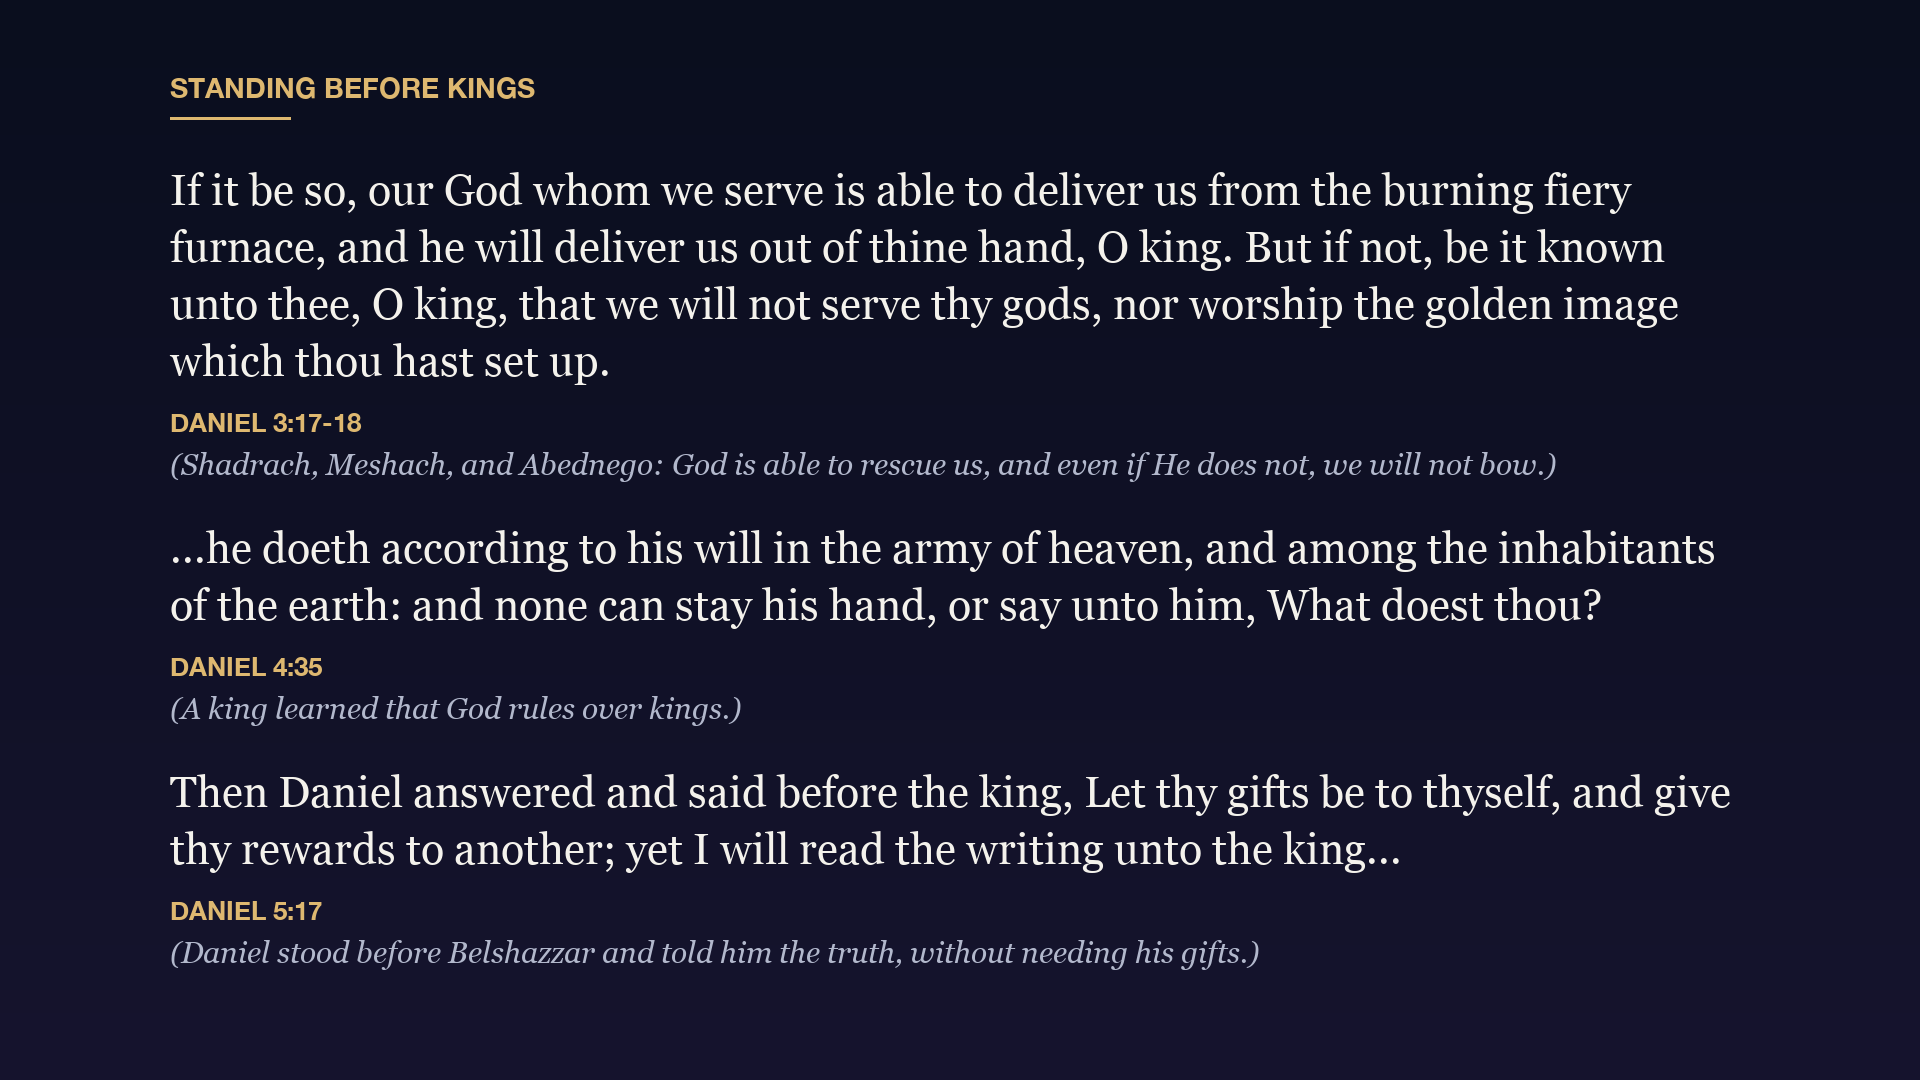 STANDING BEFORE KINGS
If it be so, our God whom we serve is able to deliver us from the burning fiery
furnace, and he will deliver us out of thine hand, O king. But if not, be it known
unto thee, O king, that we will not serve thy gods, nor worship the golden image
which thou hast set up.
DANIEL 3:17-18
(Shadrach, Meshach, and Abednego: God is able to rescue us, and even if He does not, we will not bow.)
...he doeth according to his will in the army of heaven, and among the inhabitants
of the earth: and none can stay his hand, or say unto him, What doest thou?
DANIEL 4:35
(A king learned that God rules over kings.)
Then Daniel answered and said before the king, Let thy gifts be to thyself, and give
thy rewards to another; yet I will read the writing unto the king...
DANIEL 5:17
(Daniel stood before Belshazzar and told him the truth, without needing his gifts.)